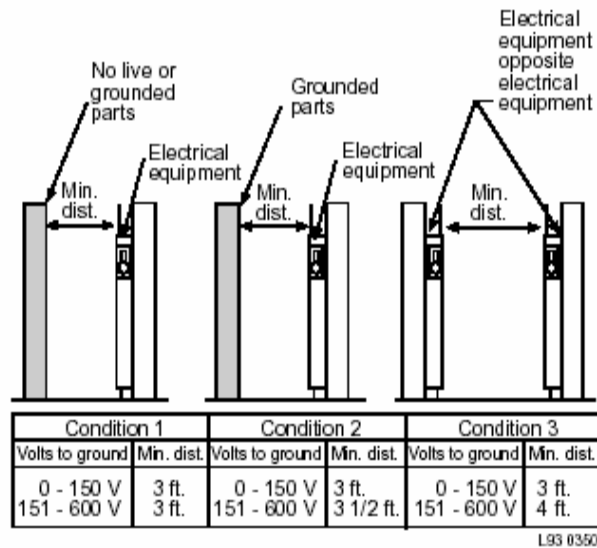 No live or
grounded
parts
Electrical
equipment
Min.
dist.
Grounded
parts
Electrical
equipment
Min.
dist.
Electrical
equipment
opposite
electrical
equipment
Min.
dist.
Condition 1 Condition 2 Condition 3
Volts to ground Min. dist. Volts to ground Min. dist. Volts to ground Min. dist.
0 - 150 V 3 ft. 0 - 150 V 3 ft. 0 - 150 V 3 ft.
151 - 600 V 3 ft. 151 - 600 V 3 1/2 ft. 151 - 600 V 4 ft.
L93 0350